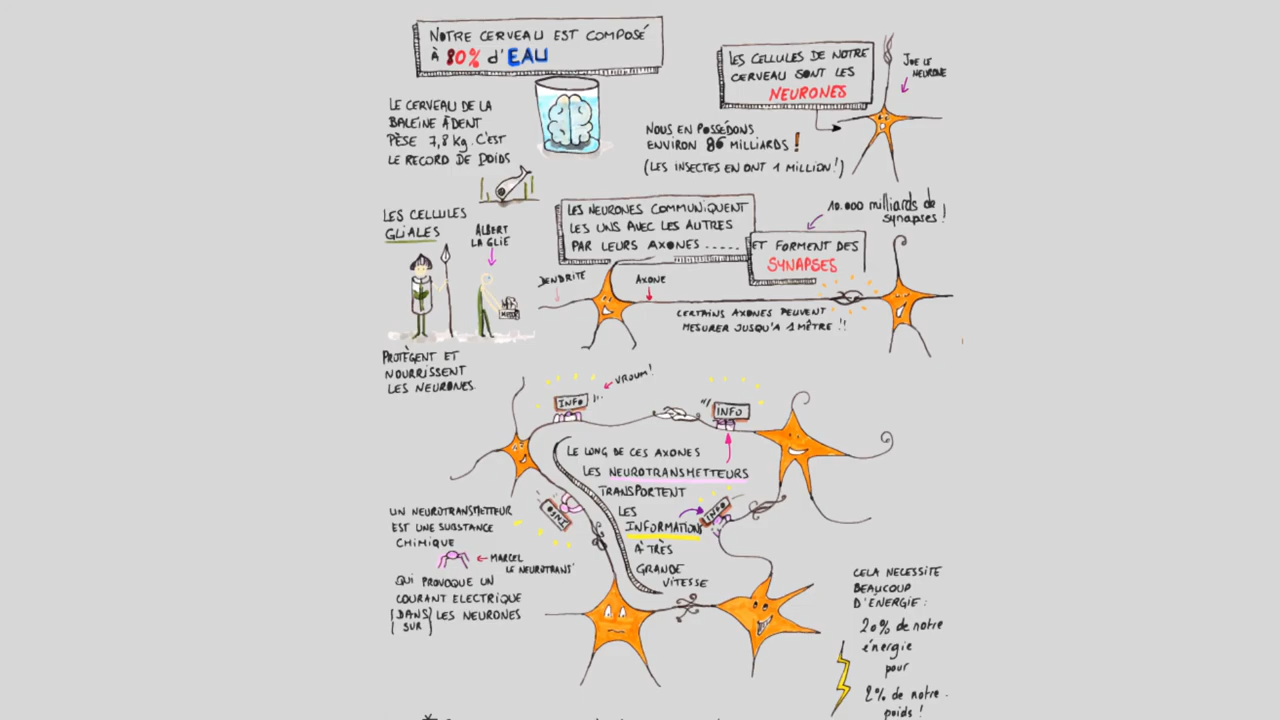 NOTRE CERVEAU EST COMPOSÉ
À 80% d'EAU
LE CERVEAU DE LA
BALEINE À DENT
PÈSE 7,8 kg. C'EST
LE RECORD DE POIDS
LES CELLULES DE NOTRE
CERVEAU SONT LES
NEURONES
JOE LE
NEURONE
NOUS EN POSSÉDONS
ENVIRON 86 MILLIARDS !
(LES INSECTES EN ONT 1 MILLION !)
LES CELLULES
GLIALES
ALBERT
LA GLIE
PROTÈGENT ET
NOURRISSENT
LES NEURONES
LES NEURONES COMMUNIQUENT
LES UNS AVEC LES AUTRES
PAR LEURS AXONES .....
ET FORMENT DES
SYNAPSES
10.000 milliards de
synapses !
DENDRITE
AXONE
CERTAINS AXONES PEUVENT
MESURER JUSQU'A 1 MÈTRE !!
INFO
VROUM!
INFO
LE LONG DE CES AXONES
LES NEUROTRANSMETTEURS
TRANSPORTENT
LES
INFORMATIONS
À TRÈS
GRANDE
VITESSE
INFO
INFO
UN NEUROTRANSMETTEUR
EST UNE SUBSTANCE
CHIMIQUE
MARCEL
LE NEUROTRANS'
QUI PROVOQUE UN
COURANT ELECTRIQUE
(DANS) LES NEURONES
( SUR )
CELA NECESSITE
BEAUCOUP
D'ÉNERGIE :
20% de notre
énergie
pour
2% de notre
poids !